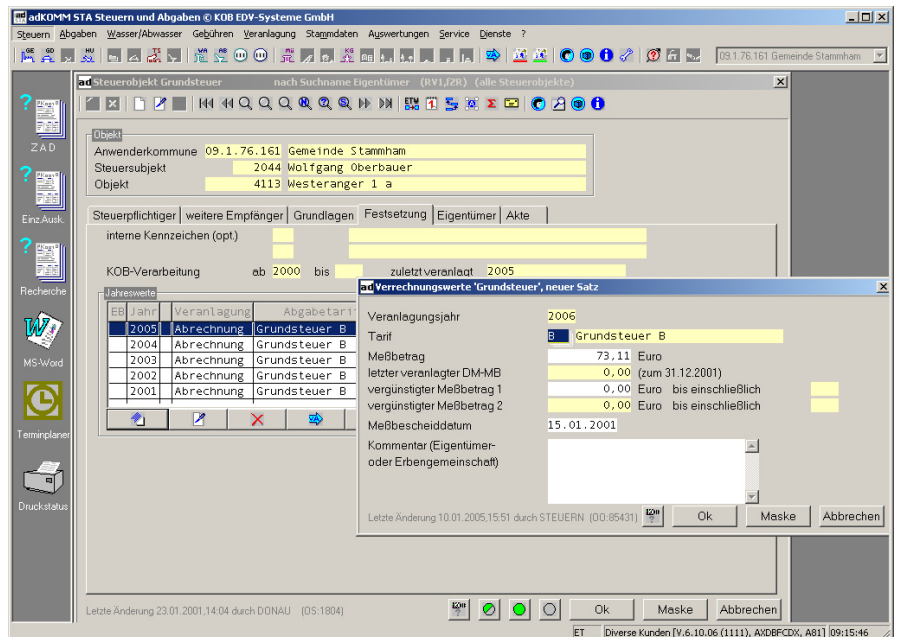 adKOMM STA Steuern und Abgaben © KOB EDV-Systeme GmbH
Steuern Abgaben Wasser/Abwasser Gebühren Veranlagung Stammdaten Auswertungen Service Dienste ?
09.1.76.161 Gemeinde Stammham
ad Steuerobjekt Grundsteuer nach Suchname Eigentümer (RV1,JZR) (alle Steuerobjekte)
Objekt
Anwenderkommune 09.1.76.161 Gemeinde Stammham
Steuersubjekt 2044 Wolfgang Oberbauer
Objekt 4113 Westeranger 1 a
Steuerpflichtiger weitere Empfänger Grundlagen Festsetzung Eigentümer Akte
interne Kennzeichen (opt.)
KOB-Verarbeitung ab 2000 bis zuletzt veranlagt 2005
Jahreswerte
EB Jahr Veranlagung Abgabetari
2005 Abrechnung Grundsteuer B
2004 Abrechnung Grundsteuer B
2003 Abrechnung Grundsteuer B
2002 Abrechnung Grundsteuer B
2001 Abrechnung Grundsteuer B
ad Verrechnungswerte 'Grundsteuer', neuer Satz
Veranlagungsjahr 2006
Tarif B Grundsteuer B
Meßbetrag 73,11 Euro
letzter veranlagter DM-MB 0,00 (zum 31.12.2001)
vergünstigter Meßbetrag 1 0,00 Euro bis einschließlich
vergünstigter Meßbetrag 2 0,00 Euro bis einschließlich
Meßbescheiddatum 15.01.2001
Kommentar (Eigentümer-
oder Erbengemeinschaft)
Letzte Änderung 10.01.2005,15:51 durch STEUERN (OO:85431) Ok Maske Abbrechen
ZAD
Einz.Ausk.
Recherche
MS-Word
Terminplaner
Druckstatus
Letzte Änderung 23.01.2001,14:04 durch DONAU (OS:1804) Ok Maske Abbrechen
ET Diverse Kunden [V.6.10.06 (1111), AXDBFCDX, A81] 09:15:46